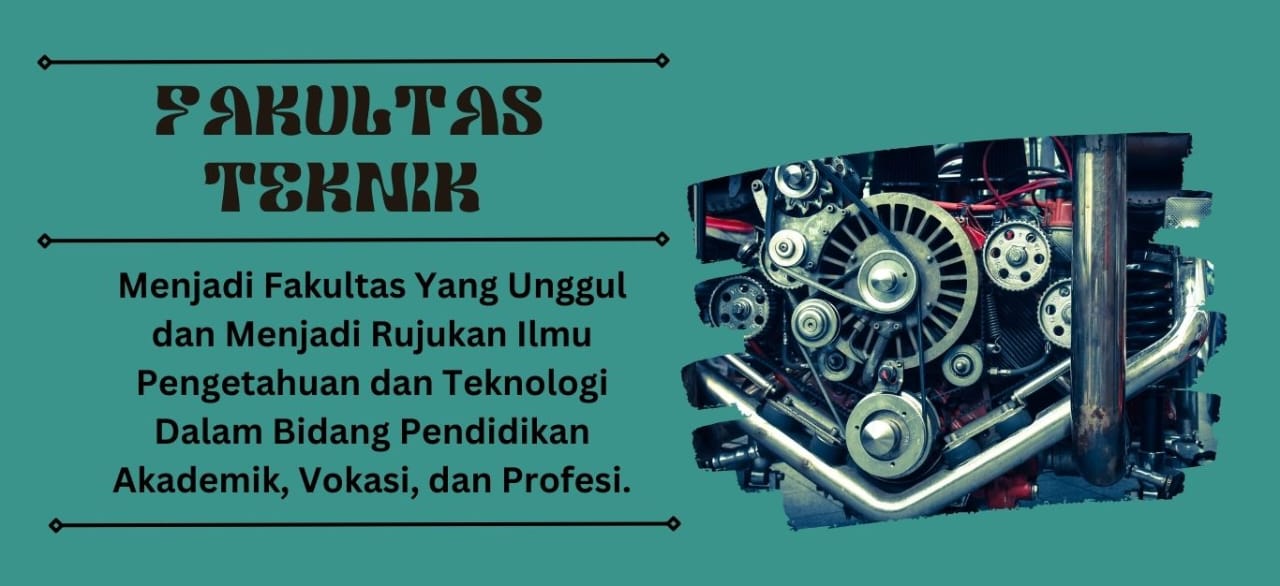 FAKULTAS
TEKNIK
Menjadi Fakultas Yang Unggul
dan Menjadi Rujukan Ilmu
Pengetahuan dan Teknologi
Dalam Bidang Pendidikan
Akademik, Vokasi, dan Profesi.